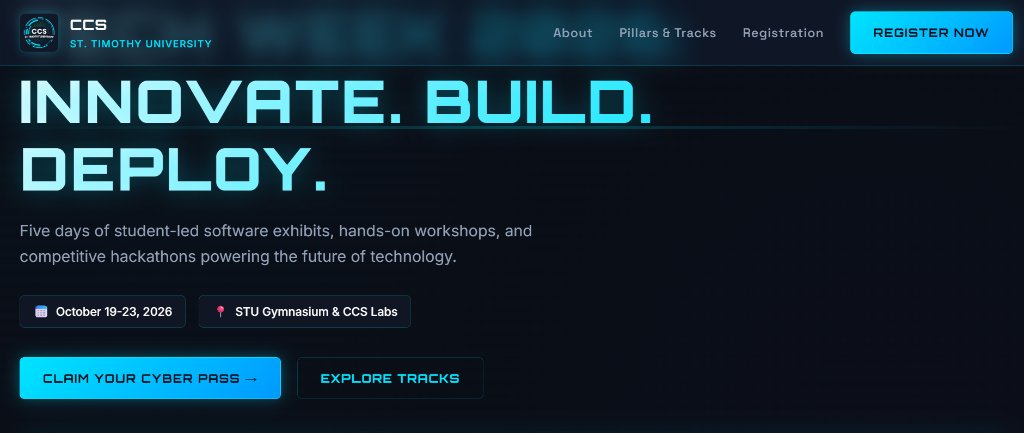 CCS
ST. TIMOTHY UNIVERSITY
About
Pillars & Tracks
Registration
REGISTER NOW
INNOVATE. BUILD.
DEPLOY.
Five days of student-led software exhibits, hands-on workshops, and
competitive hackathons powering the future of technology.
October 19-23, 2026
STU Gymnasium & CCS Labs
CLAIM YOUR CYBER PASS →
EXPLORE TRACKS